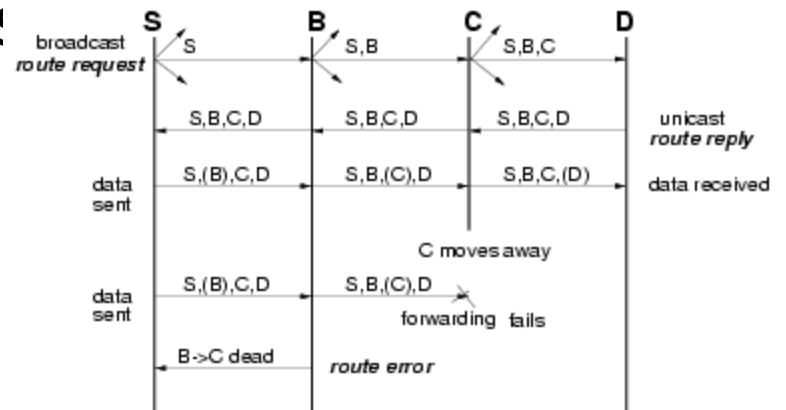 S B C D
broadcast
route request
S S,B S,B,C
S,B,C,D S,B,C,D S,B,C,D
unicast
route reply
data
sent
S,(B),C,D S,B,(C),D S,B,C,(D)
data received
C moves away
data
sent
S,(B),C,D S,B,(C),D
forwarding fails
B->C dead
route error